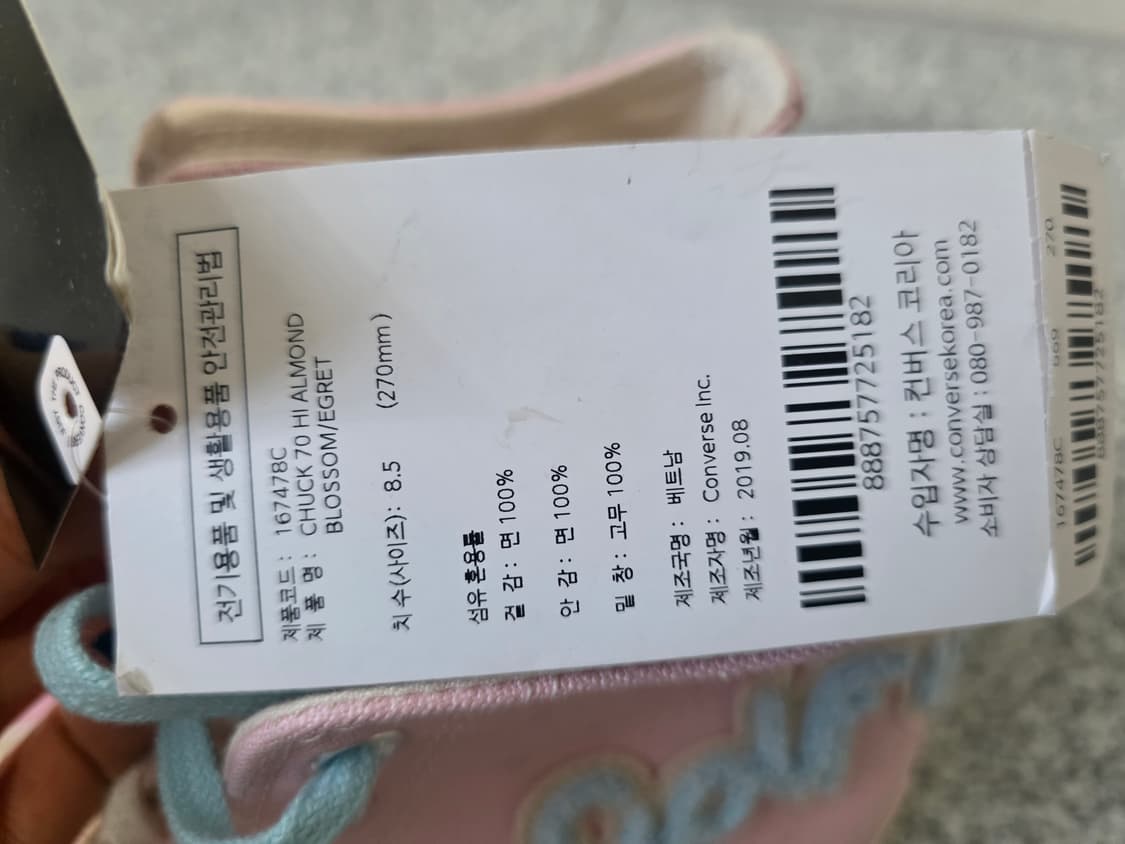 전기용품 및 생활용품 안전관리법
제품코드 : 167478C
제 품 명 : CHUCK 70 HI ALMOND
BLOSSOM/EGRET
치 수(사이즈) : 8.5 (270mm)
섬유혼용률
겉 감 : 면 100%
안 감 : 면 100%
밑 창 : 고무 100%
제조국명 : 베트남
제조자명 : Converse Inc.
제조년월 : 2019.08
888757725182
수입자명 : 컨버스 코리아
www.conversekorea.com
소비자 상담실 : 080-987-0182
167478C 669 270
888757725182